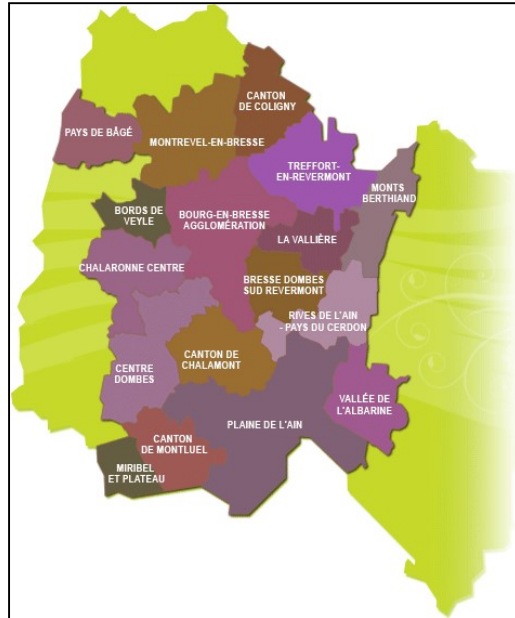 CANTON
DE COLIGNY
PAYS DE BÂGÉ
MONTREVEL-EN-BRESSE
TREFFORT-
EN-REVERMONT
MONTS
BERTHIAND
BORDS DE
VEYLE
BOURG-EN-BRESSE
AGGLOMÉRATION
LA VALLIÈRE
CHALARONNE CENTRE
BRESSE DOMBES
SUD REVERMONT
RIVES DE L'AIN
- PAYS DU CERDON
CENTRE
DOMBES
CANTON DE
CHALAMONT
VALLÉE DE
L'ALBARINE
PLAINE DE L'AIN
CANTON
DE MONTLUEL
MIRIBEL
ET PLATEAU